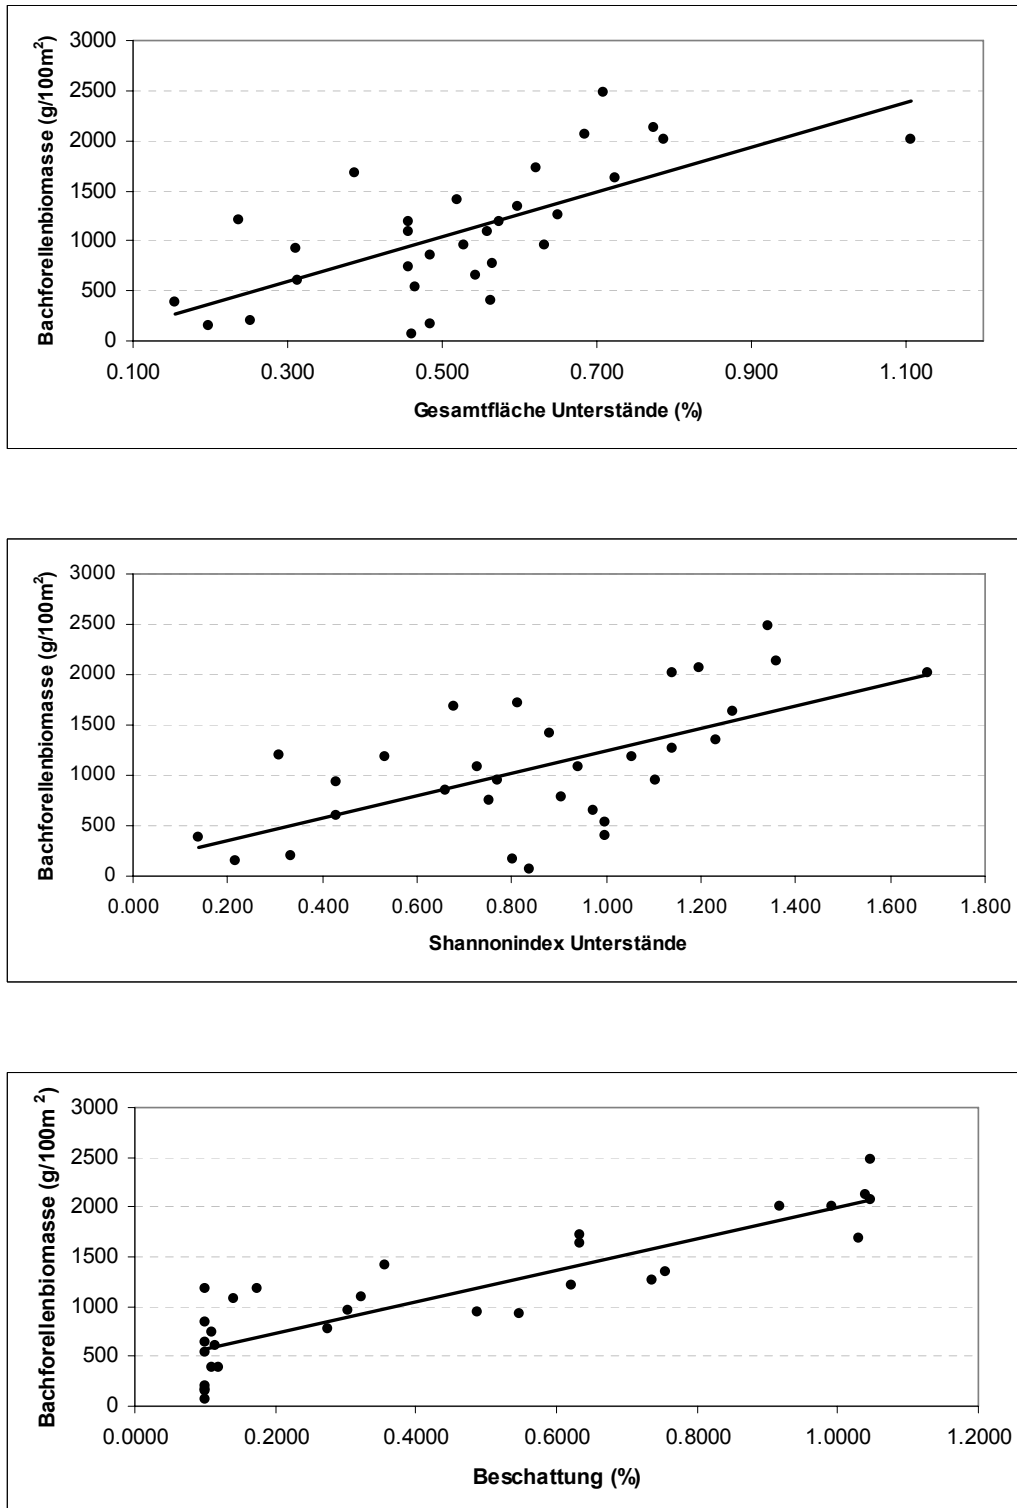 Bachforellenbiomasse (g/100m²)
3000
2500
2000
1500
1000
500
0
0.100 0.300 0.500 0.700 0.900 1.100
Gesamtfläche Unterstände (%)
Bachforellenbiomasse (g/100m²)
3000
2500
2000
1500
1000
500
0
0.000 0.200 0.400 0.600 0.800 1.000 1.200 1.400 1.600 1.800
Shannonindex Unterstände
Bachforellenbiomasse (g/100m ²)
3000
2500
2000
1500
1000
500
0
0.0000 0.2000 0.4000 0.6000 0.8000 1.0000 1.2000
Beschattung (%)